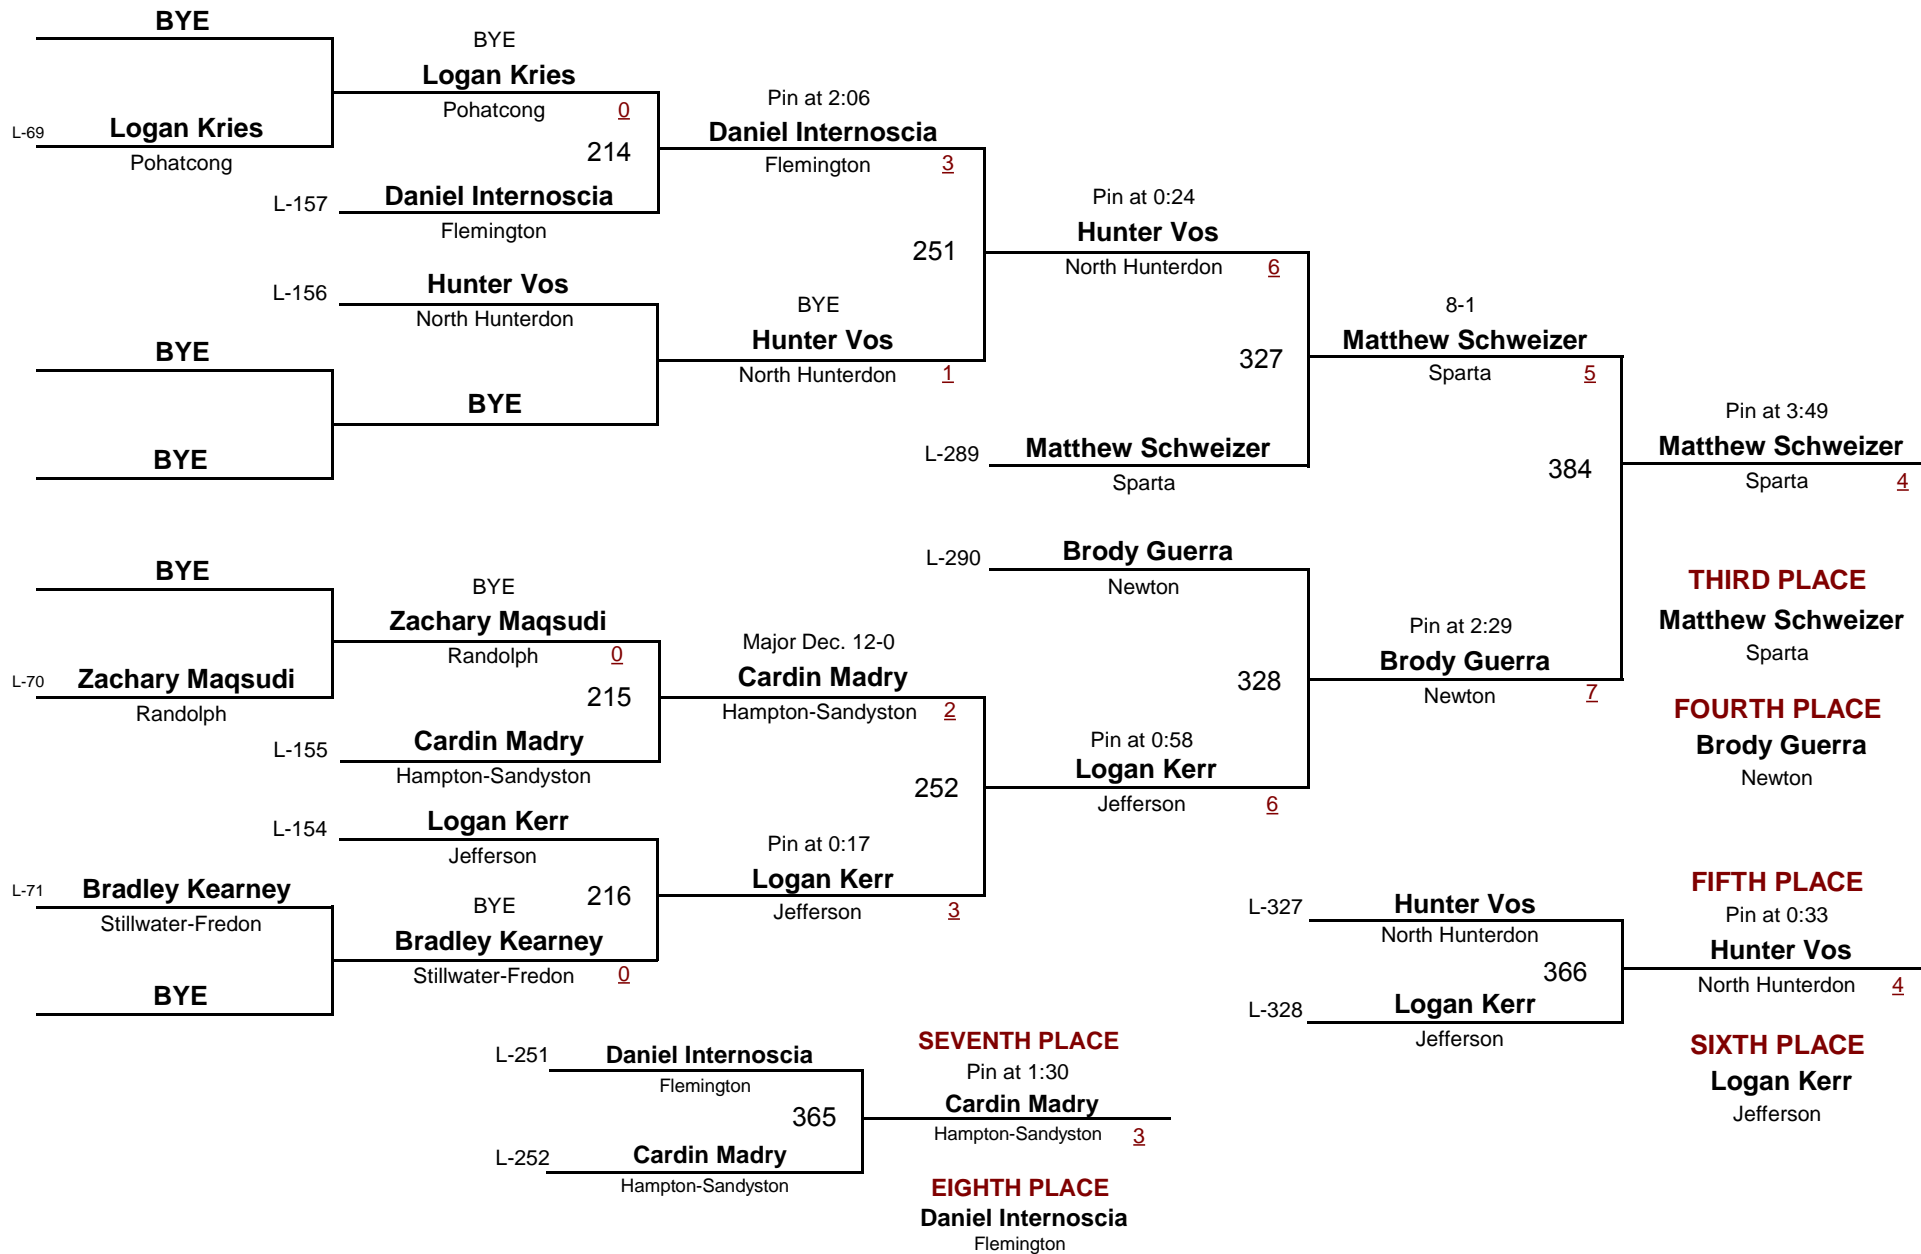 BYE
L-69 Logan Kries
Pohatcong
BYE
Logan Kries
Pohatcong 0
214
L-157 Daniel Internoscia
Flemington
Pin at 2:06
Daniel Internoscia
Flemington 3
L-156 Hunter Vos
North Hunterdon
BYE
BYE
BYE
BYE
Hunter Vos
North Hunterdon 1
251
Pin at 0:24
Hunter Vos
North Hunterdon 6
327
L-289 Matthew Schweizer
Sparta
8-1
Matthew Schweizer
Sparta 5
384
Pin at 3:49
Matthew Schweizer
Sparta 4
BYE
L-70 Zachary Maqsudi
Randolph
BYE
Zachary Maqsudi
Randolph 0
215
L-155 Cardin Madry
Hampton-Sandyston
Major Dec. 12-0
Cardin Madry
Hampton-Sandyston 2
L-154 Logan Kerr
Jefferson
L-71 Bradley Kearney
Stillwater-Fredon
BYE
216
BYE
Bradley Kearney
Stillwater-Fredon 0
Pin at 0:17
Logan Kerr
Jefferson 3
252
L-290 Brody Guerra
Newton
328
Pin at 0:58
Logan Kerr
Jefferson 6
Pin at 2:29
Brody Guerra
Newton 7
THIRD PLACE
Matthew Schweizer
Sparta
FOURTH PLACE
Brody Guerra
Newton
L-327 Hunter Vos
North Hunterdon
366
L-328 Logan Kerr
Jefferson
FIFTH PLACE
Pin at 0:33
Hunter Vos
North Hunterdon 4
SIXTH PLACE
Logan Kerr
Jefferson
L-251 Daniel Internoscia
Flemington
365
L-252 Cardin Madry
Hampton-Sandyston
SEVENTH PLACE
Pin at 1:30
Cardin Madry
Hampton-Sandyston 3
EIGHTH PLACE
Daniel Internoscia
Flemington